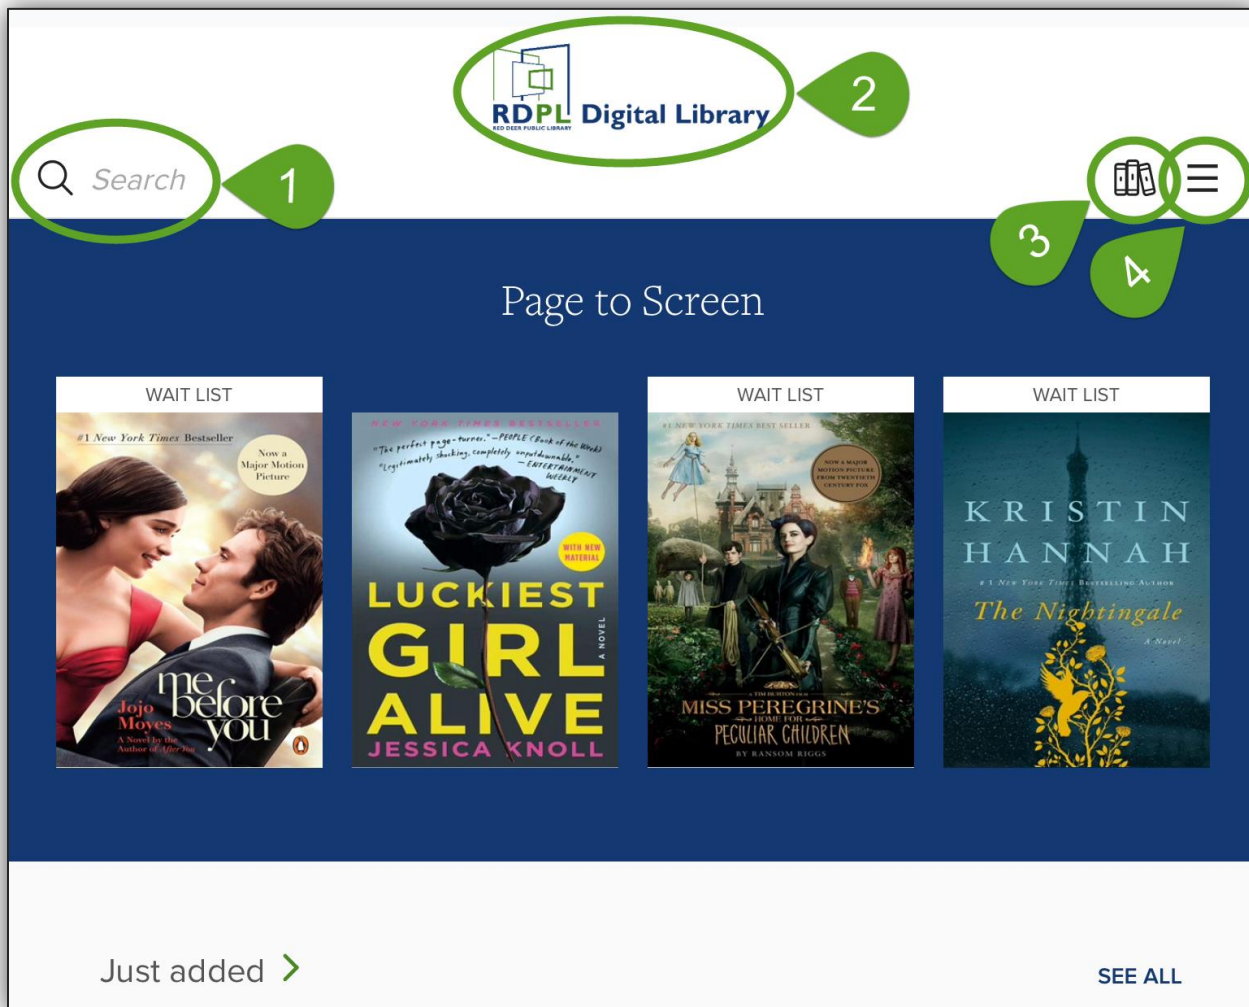 RDPL Digital Library
RED DEER PUBLIC LIBRARY
2
Search
1
3
4
Page to Screen
WAIT LIST
#1 New York Times Bestseller
Now a
Major Motion
Picture
me
before
you
Jojo
Moyes
A Novel by the
Author of After You
NEW YORK TIMES BESTSELLER
"The perfect page-turner." —PEOPLE (Book of the Week)
"Legitimately shocking, completely unputdownable."
—ENTERTAINMENT
WEEKLY
WITH NEW
MATERIAL
LUCKIEST
GIRL
A NOVEL
ALIVE
JESSICA KNOLL
WAIT LIST
#1 NEW YORK TIMES BEST SELLER
NOW A MAJOR
MOTION PICTURE
FROM TWENTIETH
CENTURY FOX
A TIM BURTON FILM
MISS PEREGRINE'S
HOME FOR
PECULIAR CHILDREN
BY RANSOM RIGGS
WAIT LIST
KRISTIN
HANNAH
#1 NEW YORK TIMES BESTSELLING AUTHOR
The Nightingale
A Novel
Just added
SEE ALL